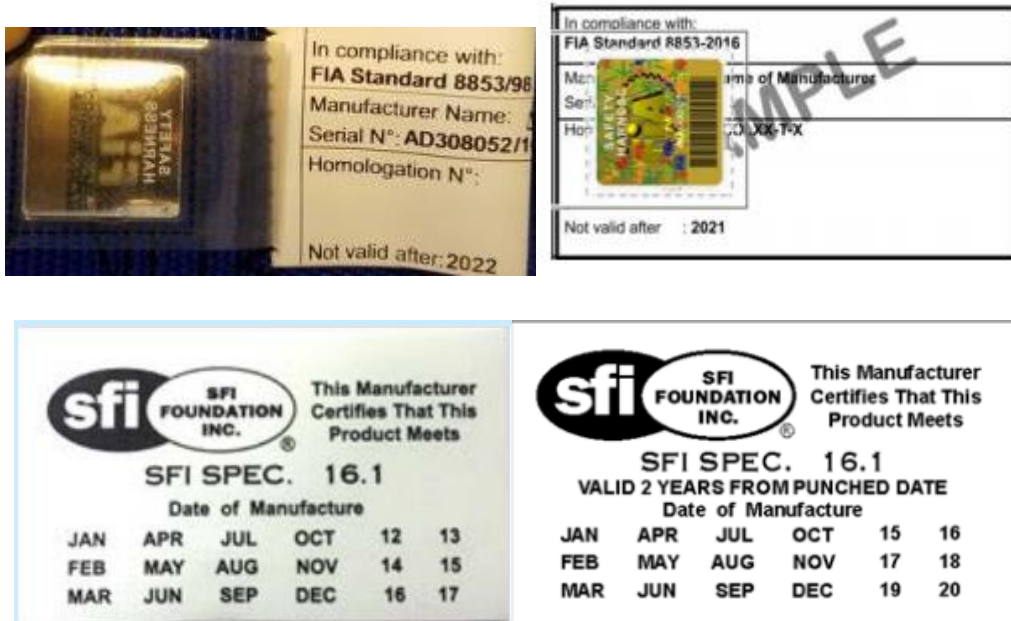 In compliance with:
FIA Standard 8853/98
Manufacturer Name:
Serial N°: AD308052/1
Homologation N°:
Not valid after: 2022
SAFETY
HARNESS
In compliance with:
FIA Standard 8853-2016
Name of Manufacturer
XX-T-X
Not valid after : 2021
SAFETY
HARNESS
sfi
SFI
FOUNDATION
INC.
®
This Manufacturer
Certifies That This
Product Meets
SFI SPEC. 16.1
Date of Manufacture
JAN APR JUL OCT 12 13
FEB MAY AUG NOV 14 15
MAR JUN SEP DEC 16 17
sfi
SFI
FOUNDATION
INC.
®
This Manufacturer
Certifies That This
Product Meets
SFI SPEC. 16.1
VALID 2 YEARS FROM PUNCHED DATE
Date of Manufacture
JAN APR JUL OCT 15 16
FEB MAY AUG NOV 17 18
MAR JUN SEP DEC 19 20